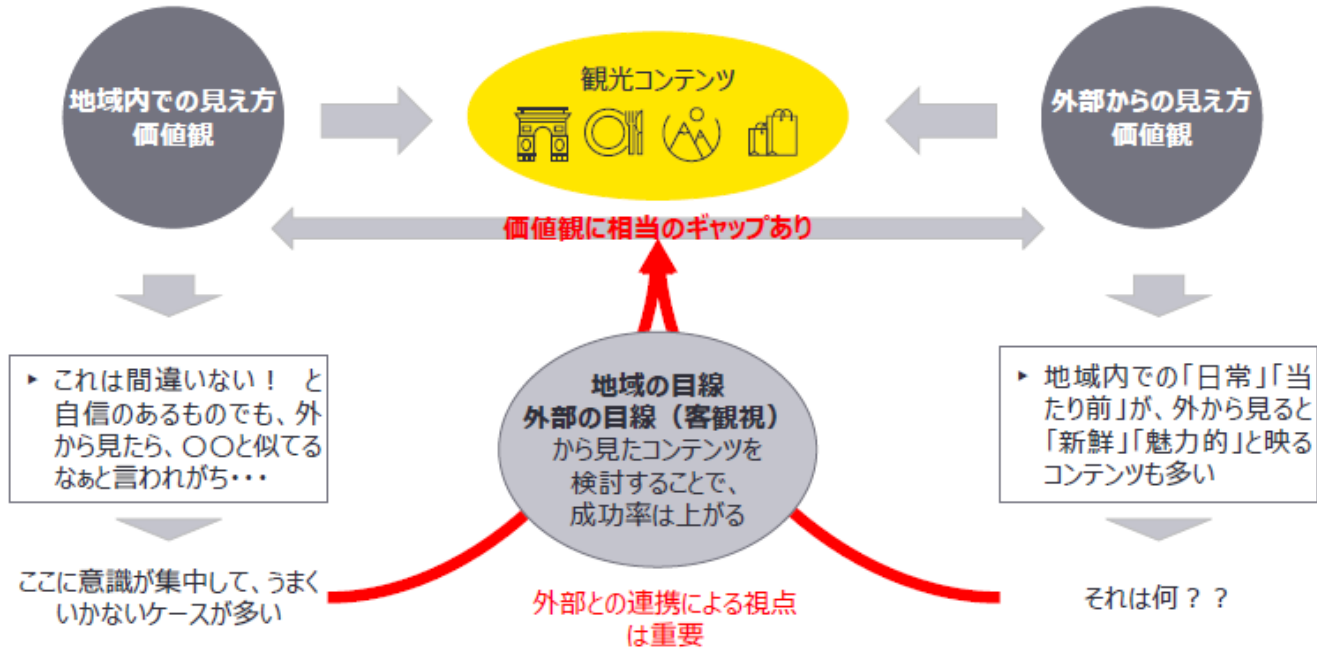 地域内での見え方
価値観
観光コンテンツ
外部からの見え方
価値観
価値観に相当のギャップあり
▸ これは間違いない！ と
自信のあるものでも、外
から見たら、〇〇と似てる
なぁと言われがち・・・
地域の目線
外部の目線（客観視）
から見たコンテンツを
検討することで、
成功率は上がる
▸ 地域内での「日常」「当
たり前」が、外から見ると
「新鮮」「魅力的」と映る
コンテンツも多い
ここに意識が集中して、うまく
いかないケースが多い
外部との連携による視点
は重要
それは何？？